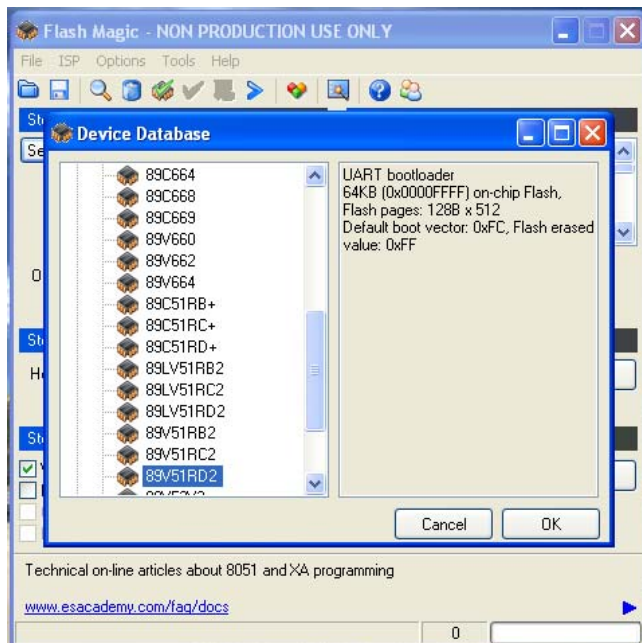 Flash Magic - NON PRODUCTION USE ONLY
File ISP Options Tools Help
Device Database
89C664
89C668
89C669
89V660
89V662
89V664
89C51RB+
89C51RC+
89C51RD+
89LV51RB2
89LV51RC2
89LV51RD2
89V51RB2
89V51RC2
89V51RD2
UART bootloader
64KB (0x0000FFFF) on-chip Flash,
Flash pages: 128B x 512
Default boot vector: 0xFC, Flash erased
value: 0xFF
Cancel OK
Technical on-line articles about 8051 and XA programming
www.esacademy.com/faq/docs
0